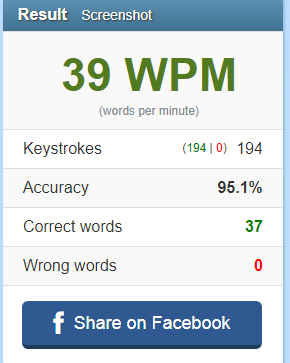 Result Screenshot
39 WPM
(words per minute)
Keystrokes (194 | 0) 194
Accuracy 95.1%
Correct words 37
Wrong words 0
f Share on Facebook